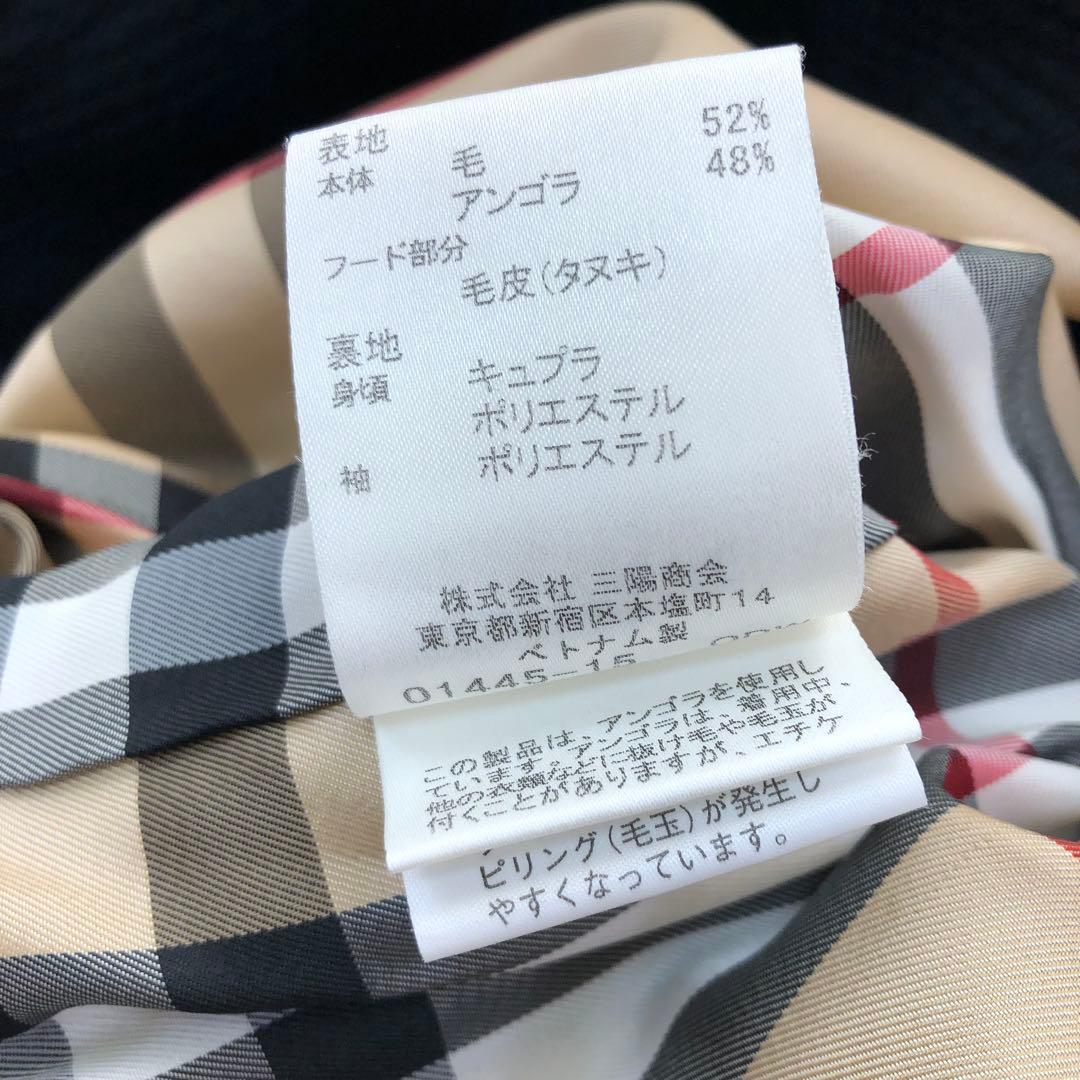 表地 毛 52%
本体 アンゴラ 48%
フード部分
毛皮(タヌキ)
裏地
身頃 キュプラ
ポリエステル
袖 ポリエステル
株式会社 三陽商会
東京都新宿区本塩町14
ベトナム製
01445-15
この製品は、アンゴラを使用し
ています。アンゴラは、着用中、
他の衣類などに抜け毛や毛玉が
付くことがありますが、エチケ
ピリング(毛玉)が発生し
やすくなっています。